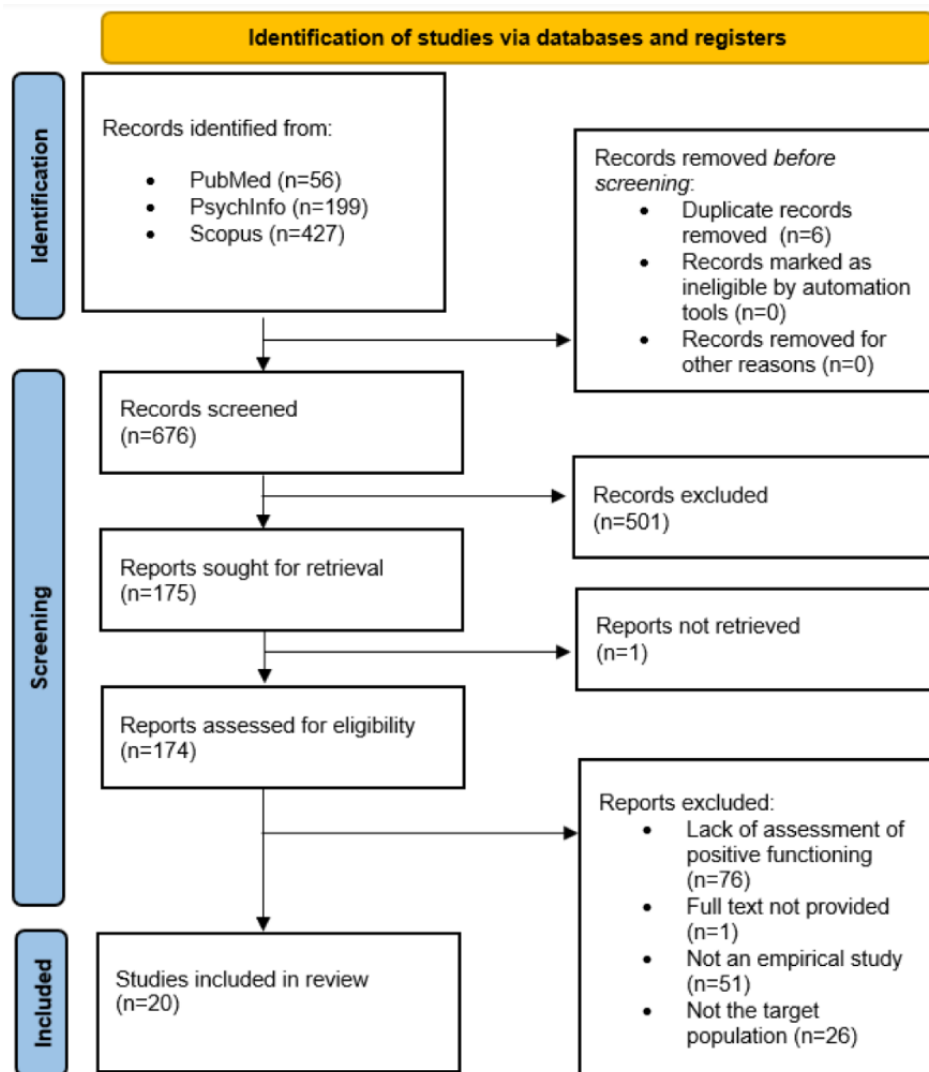 Identification of studies via databases and registers
Identification
Records identified from:
• PubMed (n=56)
• PsychInfo (n=199)
• Scopus (n=427)
Records removed before
screening:
• Duplicate records
removed (n=6)
• Records marked as
ineligible by automation
tools (n=0)
• Records removed for
other reasons (n=0)
Screening
Records screened
(n=676)
Records excluded
(n=501)
Reports sought for retrieval
(n=175)
Reports not retrieved
(n=1)
Reports assessed for eligibility
(n=174)
Reports excluded:
• Lack of assessment of
positive functioning
(n=76)
• Full text not provided
(n=1)
• Not an empirical study
(n=51)
• Not the target
population (n=26)
Included
Studies included in review
(n=20)